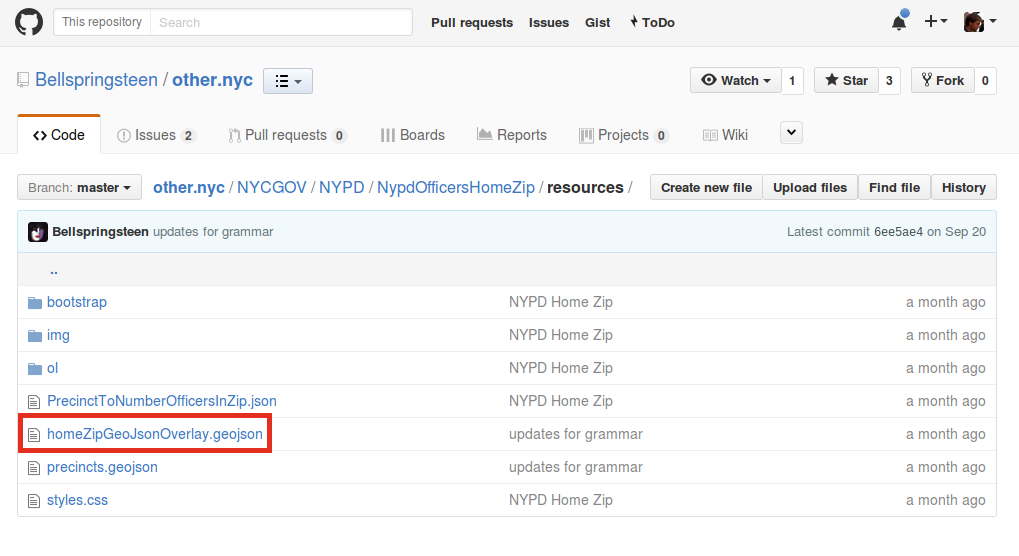 This repository Search Pull requests Issues Gist ToDo
Bellspringsteen / other.nyc Watch 1 Star 3 Fork 0
Code Issues 2 Pull requests 0 Boards Reports Projects 0 Wiki
Branch: master other.nyc / NYCGOV / NYPD / NypdOfficersHomeZip / resources / Create new file Upload files Find file History
Bellspringsteen updates for grammar Latest commit 6ee5ae4 on Sep 20
..
bootstrap NYPD Home Zip a month ago
img NYPD Home Zip a month ago
ol NYPD Home Zip a month ago
PrecinctToNumberOfficersInZip.json NYPD Home Zip a month ago
homeZipGeoJsonOverlay.geojson updates for grammar a month ago
precincts.geojson updates for grammar a month ago
styles.css NYPD Home Zip a month ago